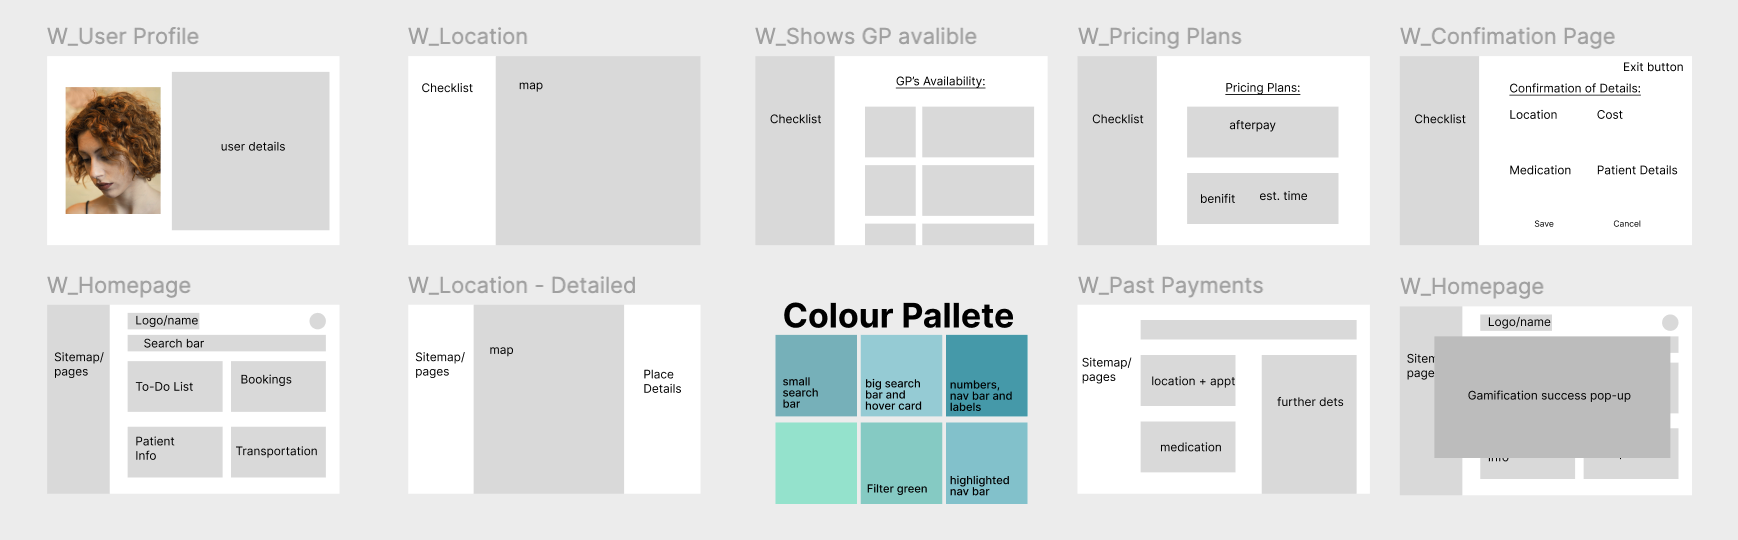 W_User Profile
user details
W_Location
Checklist
map
W_Shows GP avalible
GP's Availability:
Checklist
W_Pricing Plans
Pricing Plans:
Checklist
afterpay
benifit
est. time
W_Confimation Page
Exit button
Confirmation of Details:
Checklist
Location
Cost
Medication
Patient Details
Save
Cancel
W_Homepage
Logo/name
Search bar
Sitemap/
pages
To-Do List
Bookings
Patient
Info
Transportation
W_Location - Detailed
Sitemap/
pages
map
Place
Details
Colour Pallete
small
search
bar
big search
bar and
hover card
numbers,
nav bar and
labels
Filter green
highlighted
nav bar
W_Past Payments
Sitemap/
pages
location + appt
further dets
medication
W_Homepage
Logo/name
Gamification success pop-up